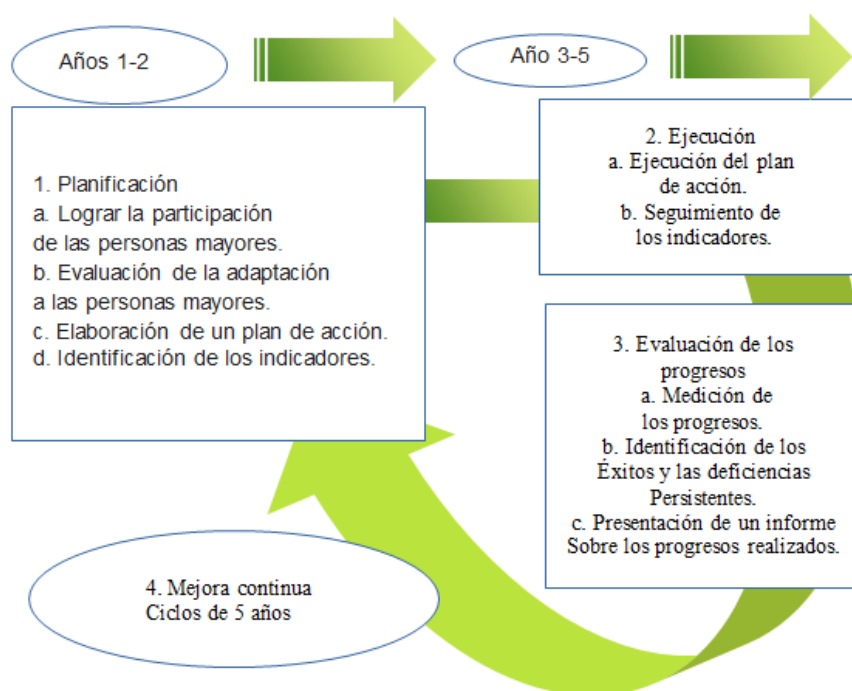 Años 1-2
Año 3-5
1. Planificación
a. Lograr la participación
de las personas mayores.
b. Evaluación de la adaptación
a las personas mayores.
c. Elaboración de un plan de acción.
d. Identificación de los indicadores.
2. Ejecución
a. Ejecución del plan
de acción.
b. Seguimiento de
los indicadores.
3. Evaluación de los
progresos
a. Medición de
los progresos.
b. Identificación de los
Éxitos y las deficiencias
Persistentes.
c. Presentación de un informe
Sobre los progresos realizados.
4. Mejora continua
Ciclos de 5 años